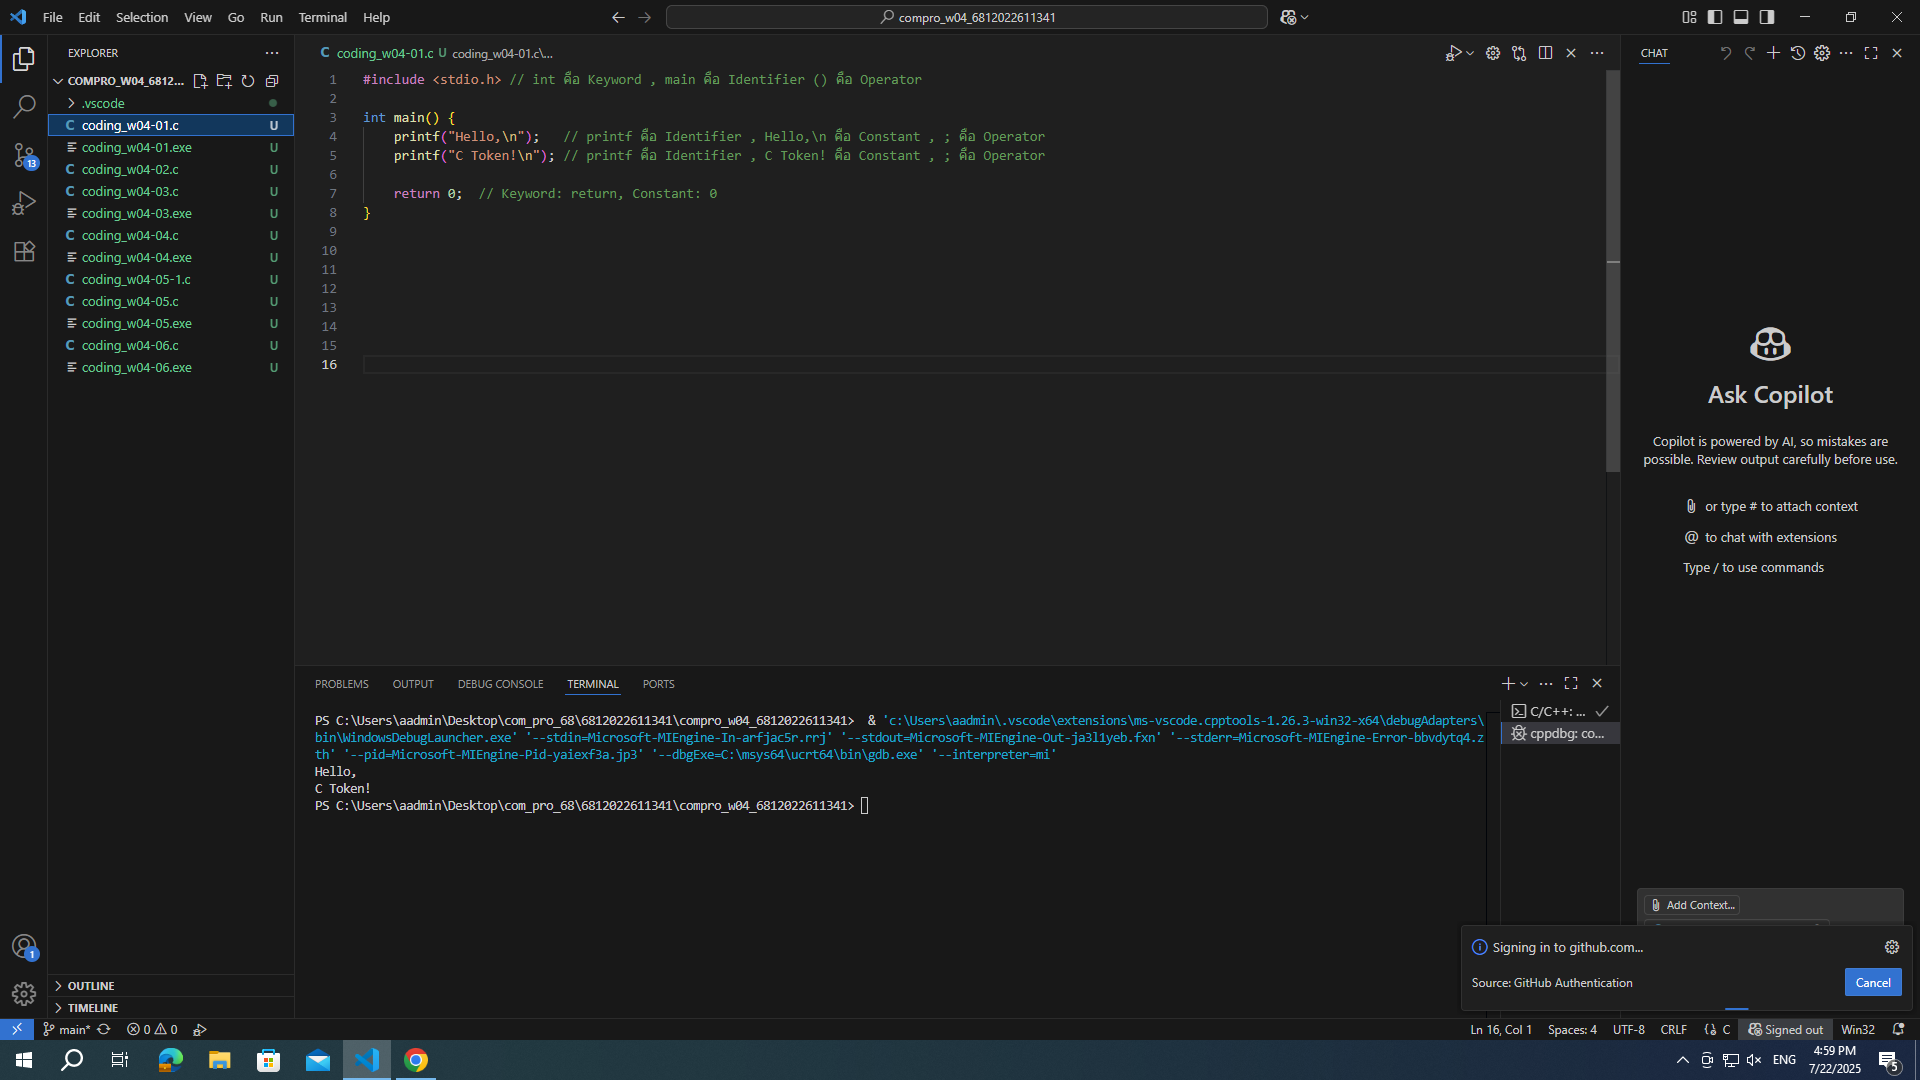 File Edit Selection View Go Run Terminal Help
compro_w04_6812022611341
EXPLORER
COMPRO_W04_6812...
.vscode
C coding_w04-01.c U
coding_w04-01.exe U
C coding_w04-02.c U
C coding_w04-03.c U
coding_w04-03.exe U
C coding_w04-04.c U
coding_w04-04.exe U
C coding_w04-05-1.c U
C coding_w04-05.c U
coding_w04-05.exe U
C coding_w04-06.c U
coding_w04-06.exe U
13
1
OUTLINE
TIMELINE
C coding_w04-01.c U coding_w04-01.c\...
1 #include <stdio.h> // int คือ Keyword , main คือ Identifier () คือ Operator
2
3 int main() {
4 printf("Hello,\n"); // printf คือ Identifier , Hello,\n คือ Constant , ; คือ Operator
5 printf("C Token!\n"); // printf คือ Identifier , C Token! คือ Constant , ; คือ Operator
6
7 return 0; // Keyword: return, Constant: 0
8 }
9
10
11
12
13
14
15
16
PROBLEMS OUTPUT DEBUG CONSOLE TERMINAL PORTS
PS C:\Users\aadmin\Desktop\com_pro_68\6812022611341\compro_w04_6812022611341> & 'c:\Users\aadmin\.vscode\extensions\ms-vscode.cpptools-1.26.3-win32-x64\debugAdapters\
bin\WindowsDebugLauncher.exe' '--stdin=Microsoft-MIEngine-In-arfjac5r.rrj' '--stdout=Microsoft-MIEngine-Out-ja3l1yeb.fxn' '--stderr=Microsoft-MIEngine-Error-bbvdytq4.z
th' '--pid=Microsoft-MIEngine-Pid-yaiexf3a.jp3' '--dbgExe=C:\msys64\ucrt64\bin\gdb.exe' '--interpreter=mi'
Hello,
C Token!
PS C:\Users\aadmin\Desktop\com_pro_68\6812022611341\compro_w04_6812022611341>
C/C++: ...
cppdbg: co...
CHAT
Ask Copilot
Copilot is powered by AI, so mistakes are
possible. Review output carefully before use.
or type # to attach context
@ to chat with extensions
Type / to use commands
Add Context...
Signing in to github.com...
Source: GitHub Authentication
Cancel
main* 0 0
Ln 16, Col 1 Spaces: 4 UTF-8 CRLF {} C Signed out Win32
ENG
4:59 PM
7/22/2025
5